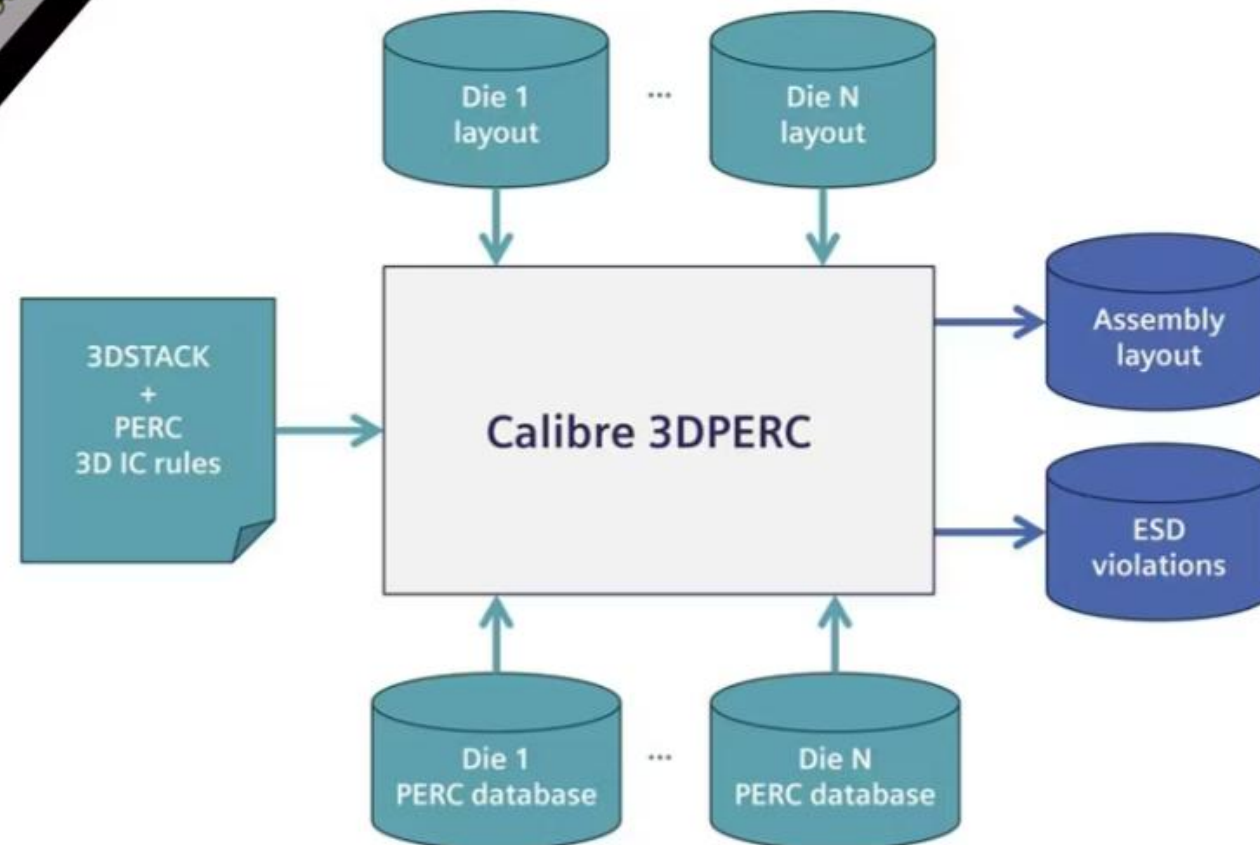 Die 1
layout
...
Die N
layout
3DSTACK
+
PERC
3D IC rules
Calibre 3DPERC
Assembly
layout
ESD
violations
Die 1
PERC database
...
Die N
PERC database